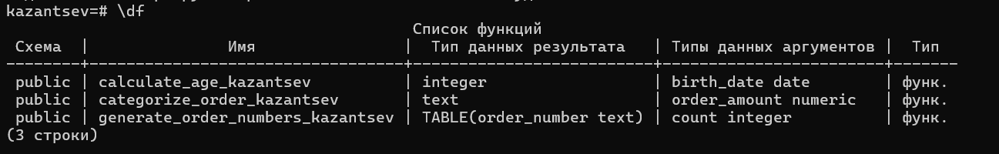 kazantsev=# \df
Список функций
Схема | Имя | Тип данных результата | Типы данных аргументов | Тип
--------+---------------------------------+---------------------------+------------------------+-------
public | calculate_age_kazantsev | integer | birth_date date | функ.
public | categorize_order_kazantsev | text | order_amount numeric | функ.
public | generate_order_numbers_kazantsev | TABLE(order_number text) | count integer | функ.
(3 строки)